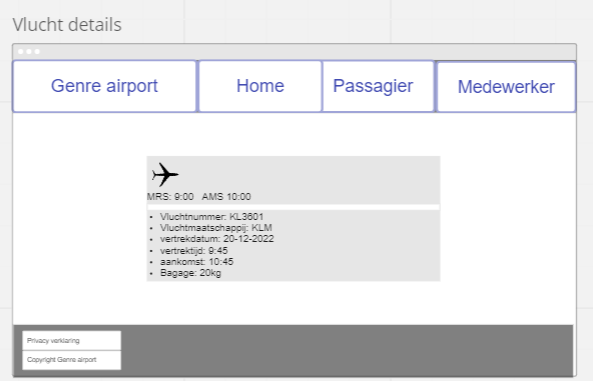 Vlucht details
Genre airport Home Passagier Medewerker
MRS: 9:00 AMS 10:00
• Vluchtnummer: KL3601
• Vluchtmaatschappij: KLM
• vertrekdatum: 20-12-2022
• vertrektijd: 9:45
• aankomst: 10:45
• Bagage: 20kg
Privacy verklaring
Copyright Genre airport